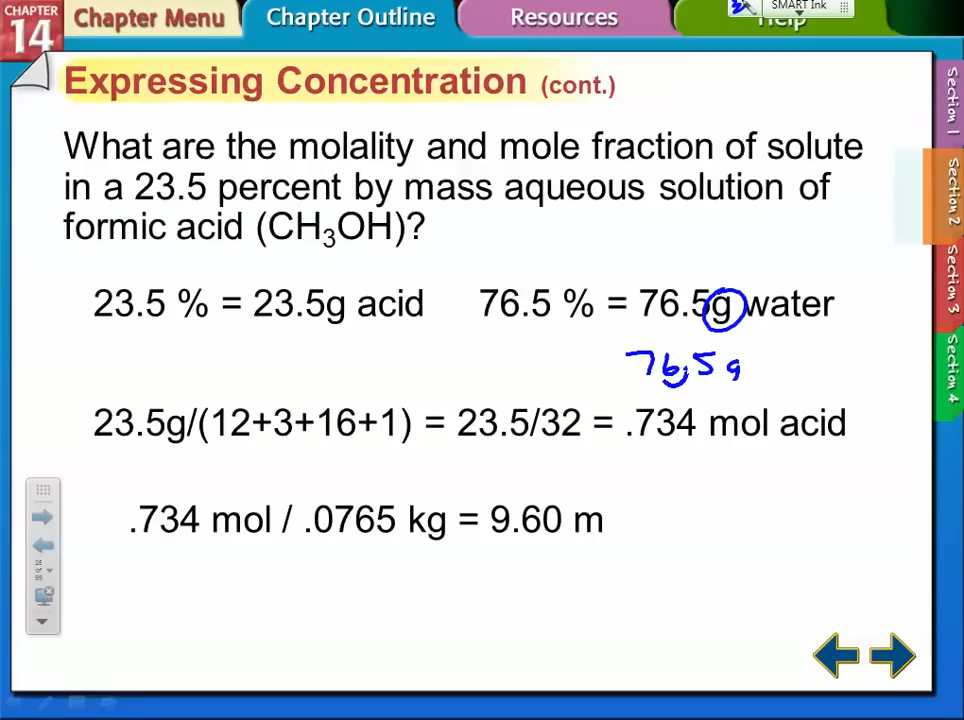 CHAPTER
14
Chapter Menu
Chapter Outline
Resources
Help
SMART Ink
Expressing Concentration (cont.)
What are the molality and mole fraction of solute
in a 23.5 percent by mass aqueous solution of
formic acid (CH₃OH)?
23.5 % = 23.5g acid
76.5 % = 76.5g water
76.5 g
23.5g/(12+3+16+1) = 23.5/32 = .734 mol acid
.734 mol / .0765 kg = 9.60 m
Section 1
Section 2
Section 3
Section 4
of